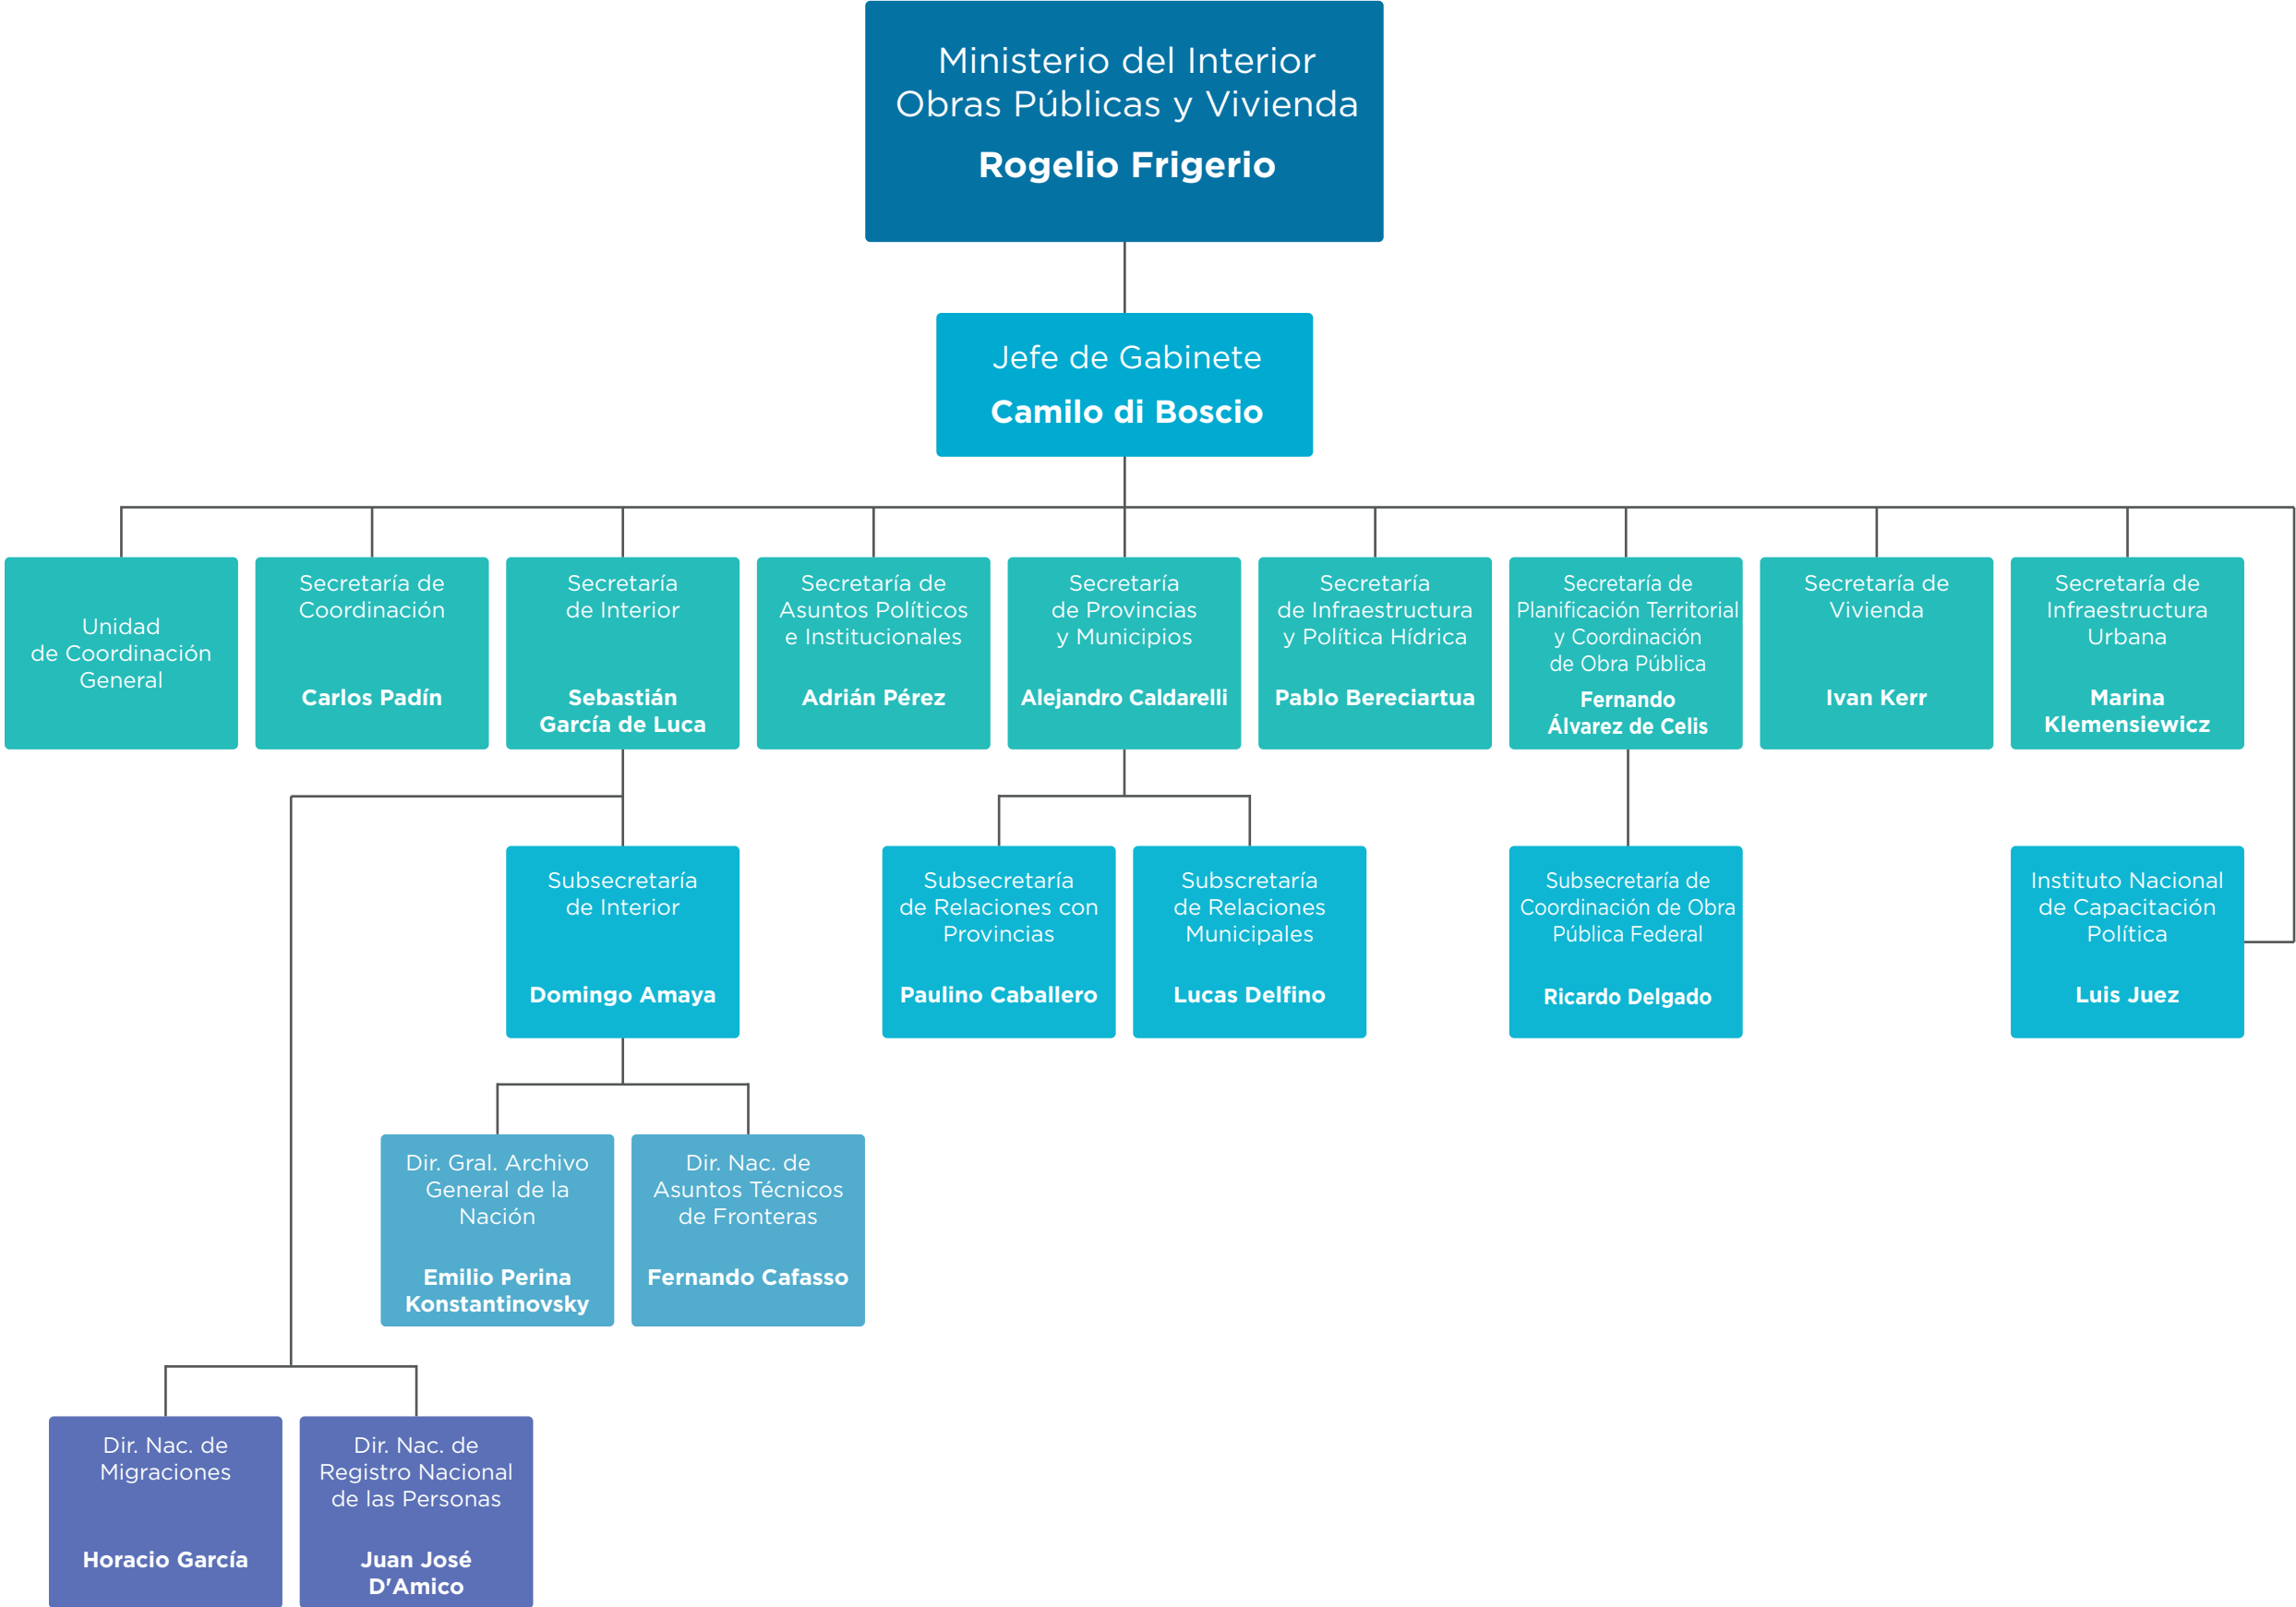 Ministerio del Interior
Obras Públicas y Vivienda
Rogelio Frigerio
Jefe de Gabinete
Camilo di Boscio
Unidad
de Coordinación
General
Secretaría de
Coordinación
Carlos Padín
Secretaría
de Interior
Sebastián
García de Luca
Secretaría de
Asuntos Políticos
e Institucionales
Adrián Pérez
Secretaría
de Provincias
y Municipios
Alejandro Caldarelli
Secretaría
de Infraestructura
y Política Hídrica
Pablo Bereciartua
Secretaría de
Planificación Territorial
y Coordinación
de Obra Pública
Fernando
Álvarez de Celis
Secretaría de
Vivienda
Ivan Kerr
Secretaría de
Infraestructura
Urbana
Marina
Klemensiewicz
Subsecretaría
de Interior
Domingo Amaya
Subsecretaría
de Relaciones con
Provincias
Paulino Caballero
Subscretaría
de Relaciones
Municipales
Lucas Delfino
Subsecretaría de
Coordinación de Obra
Pública Federal
Ricardo Delgado
Instituto Nacional
de Capacitación
Política
Luis Juez
Dir. Gral. Archivo
General de la
Nación
Emilio Perina
Konstantinovsky
Dir. Nac. de
Asuntos Técnicos
de Fronteras
Fernando Cafasso
Dir. Nac. de
Migraciones
Horacio García
Dir. Nac. de
Registro Nacional
de las Personas
Juan José
D'Amico